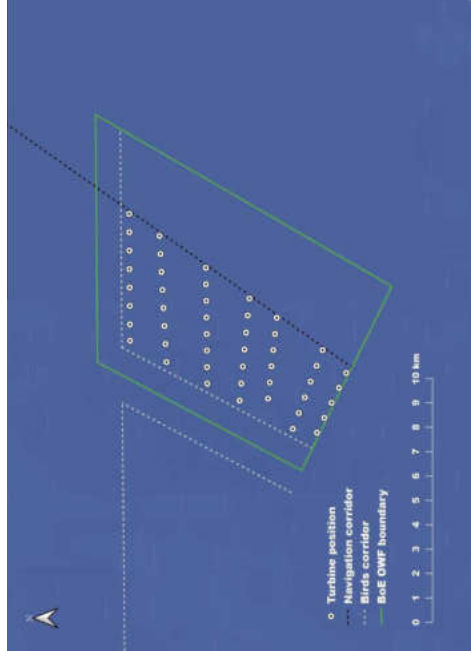 Turbine position
Navigation corridor
Birds corridor
BoE OWF boundary
0 1 2 3 4 5 6 7 8 9 10 km